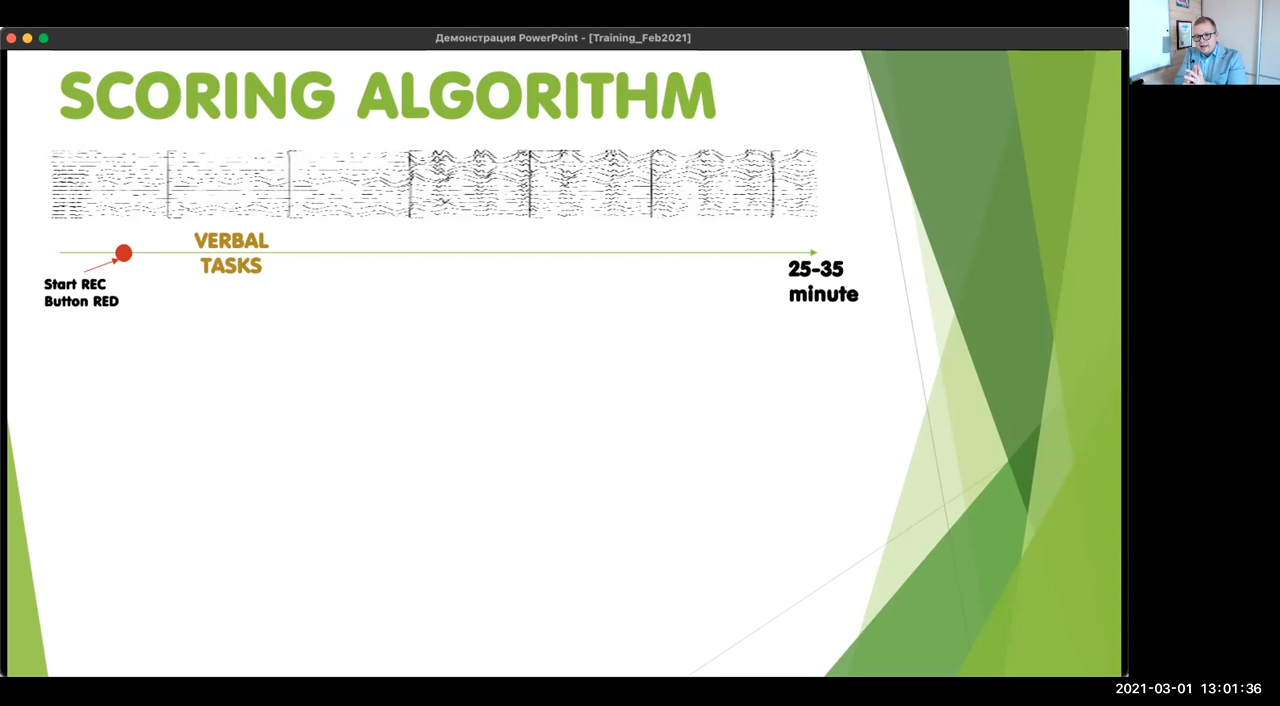 Демонстрация PowerPoint - [Training_Feb2021]
SCORING ALGORITHM
VERBAL
TASKS
Start REC
Button RED
25-35
minute
2021-03-01 13:01:36